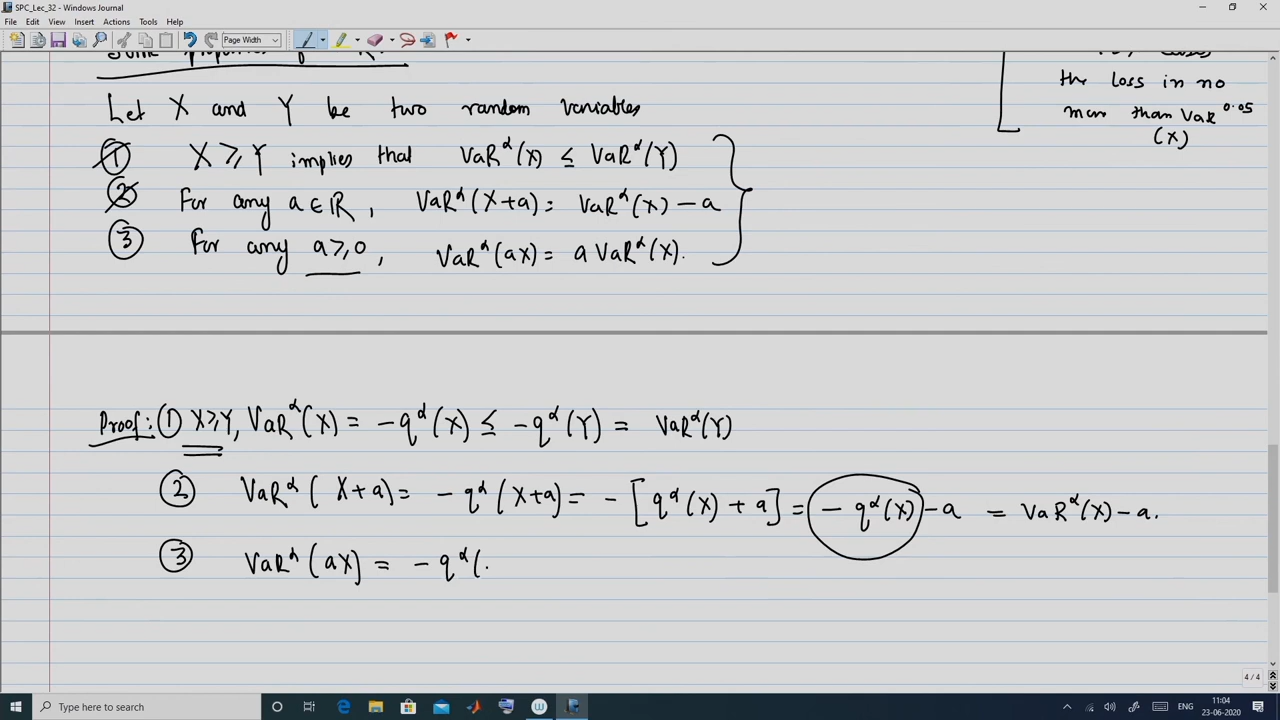 SPC_Lec_32 - Windows Journal
File Edit View Insert Actions Tools Help
Page Width
Let X and Y be two random variables
① X ≥ Y implies that VaR^α(X) ≤ VaR^α(Y)
② For any a ∈ ℝ, VaR^α(X+a) = VaR^α(X) - a
③ For any a ≥ 0, VaR^α(aX) = a VaR^α(X).
the loss is no
more than VaR^0.05
(X)
Proof: ① X ≥ Y, VaR^α(X) = -q^α(X) ≤ -q^α(Y) = VaR^α(Y)
② VaR^α(X+a) = -q^α(X+a) = -[q^α(X) + a] = -q^α(X) - a = VaR^α(X) - a.
③ VaR^α(aX) = -q^α(
4/4
Type here to search
ENG
11:04
23-06-2020